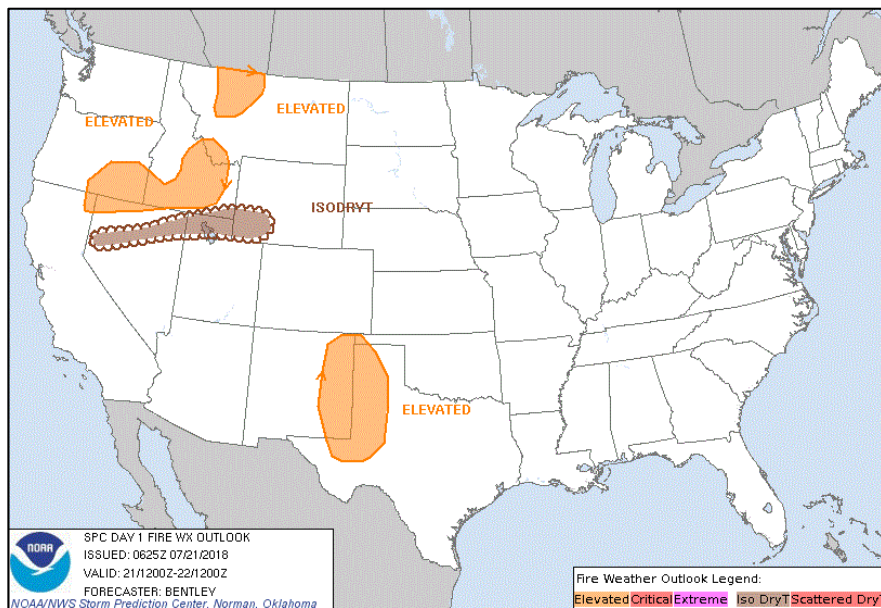 ELEVATED
ELEVATED
ISODRYT
ELEVATED
SPC DAY 1 FIRE WX OUTLOOK
ISSUED: 0625Z 07/21/2018
VALID: 21/1200Z-22/1200Z
FORECASTER: BENTLEY
NOAA/NWS Storm Prediction Center, Norman, Oklahoma
NOAA
Fire Weather Outlook Legend:
Elevated Critical Extreme Iso DryT Scattered DryT